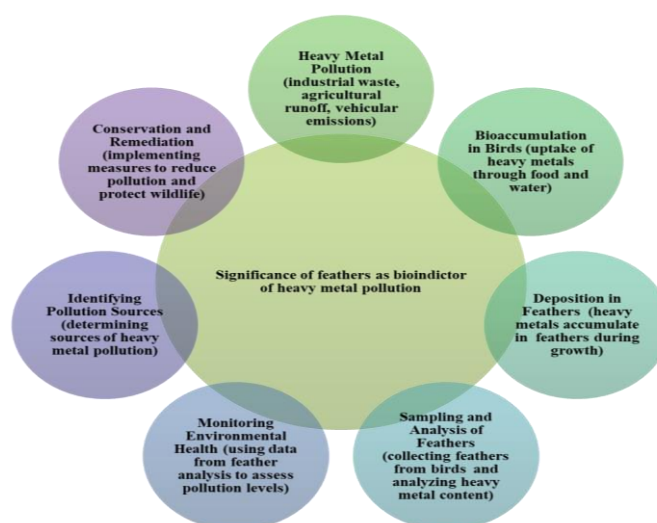 Heavy Metal
Pollution
(industrial waste,
agricultural
runoff, vehicular
emissions)
Bioaccumulation
in Birds (uptake of
heavy metals
through food and
water)
Deposition in
Feathers (heavy
metals accumulate
in feathers during
growth)
Sampling and
Analysis of
Feathers
(collecting feathers
from birds and
analyzing heavy
metal content)
Monitoring
Environmental
Health (using data
from feather
analysis to assess
pollution levels)
Identifying
Pollution Sources
(determining
sources of heavy
metal pollution)
Conservation and
Remediation
(implementing
measures to reduce
pollution and
protect wildlife)
Significance of feathers as bioindictor
of heavy metal pollution